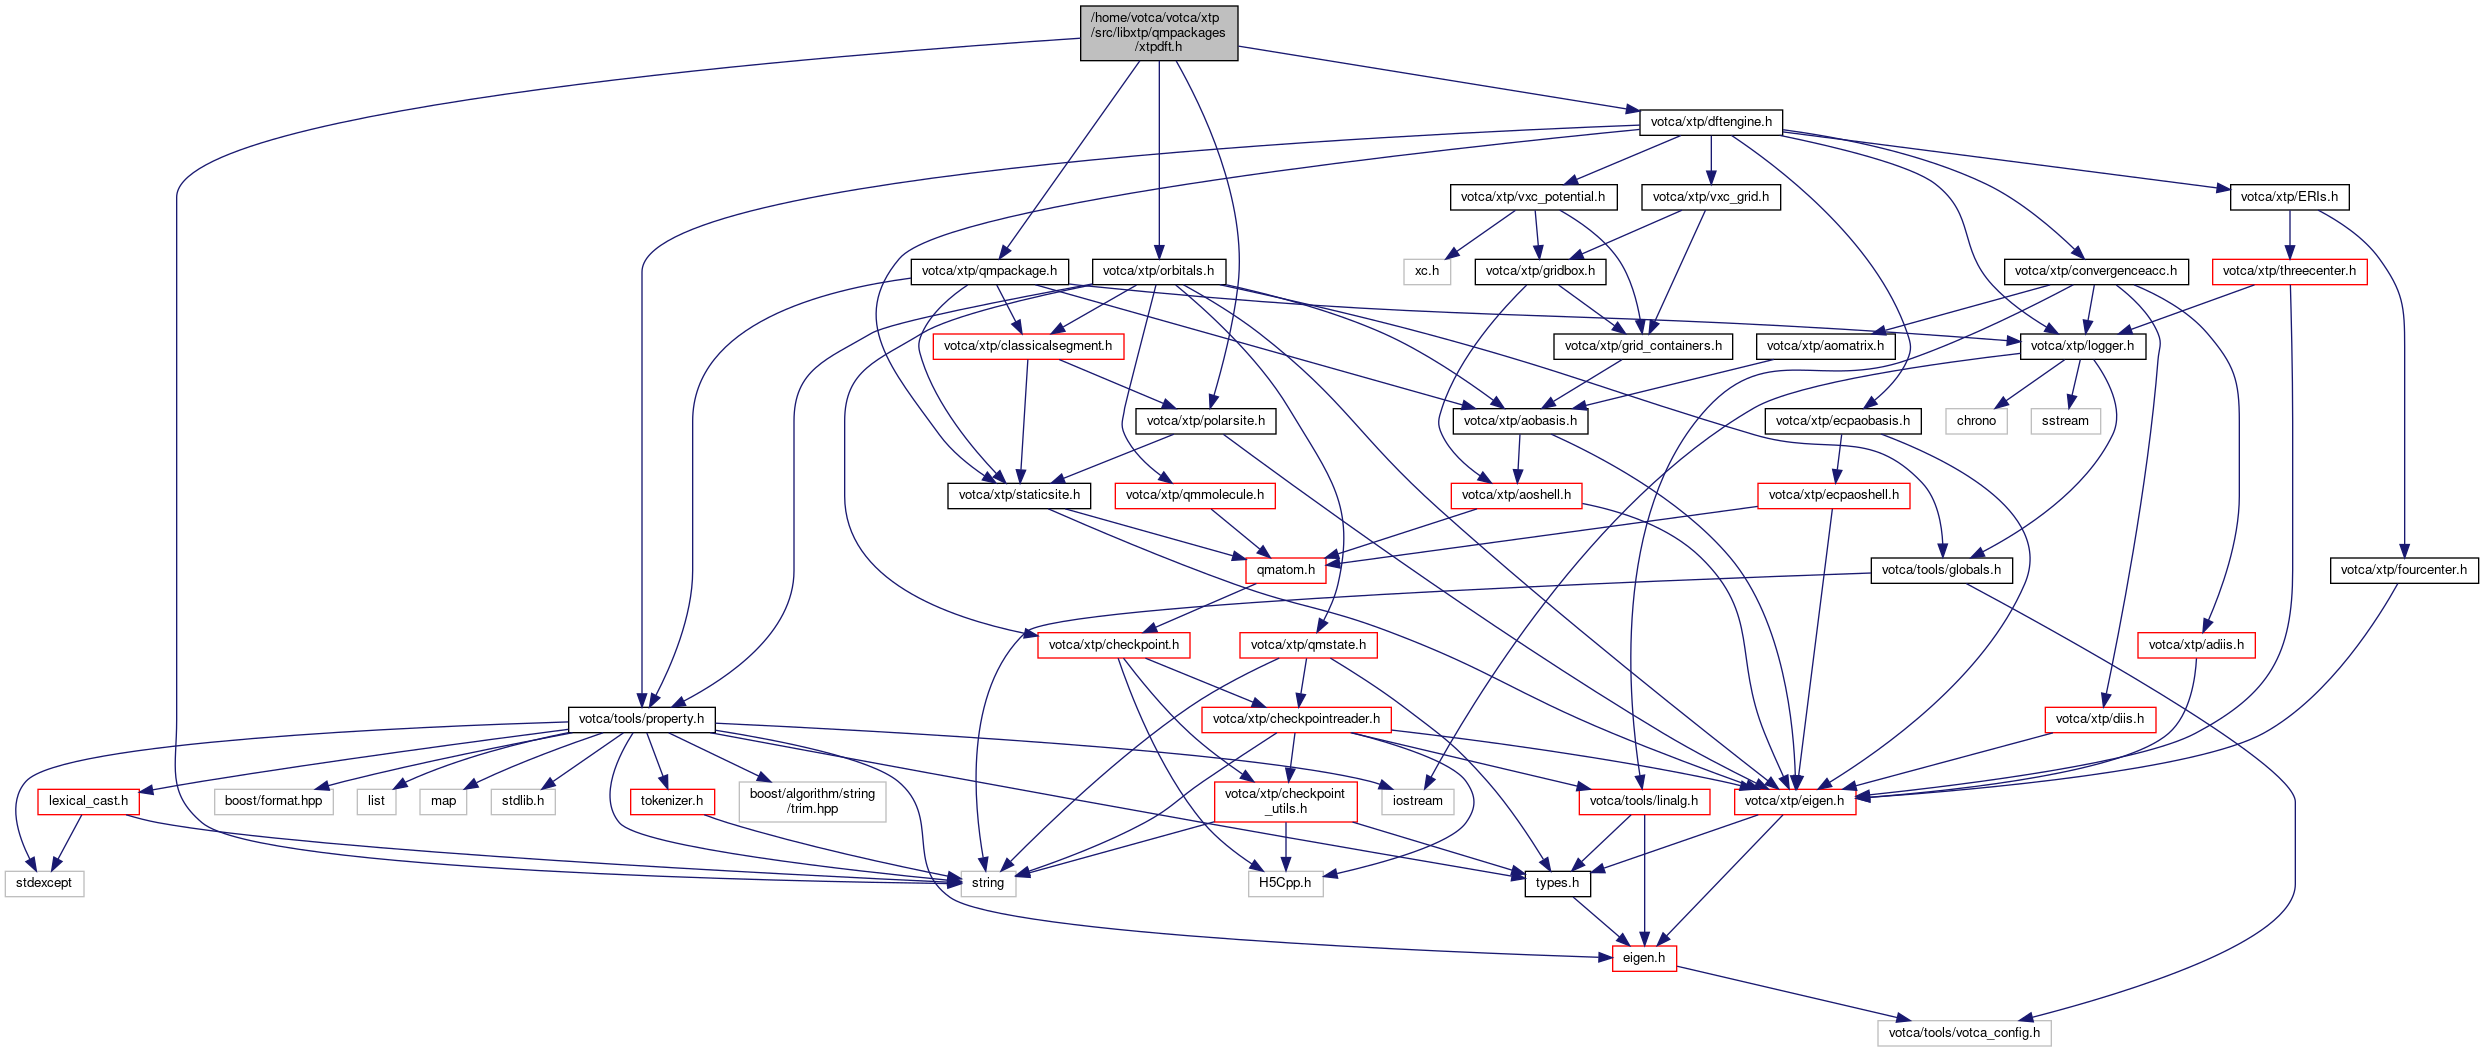 /home/votca/votca/xtp
/src/libxtp/qmpackages
/xtpdft.h
votca/xtp/dftengine.h
votca/xtp/vxc_potential.h
votca/xtp/vxc_grid.h
votca/xtp/ERIs.h
votca/xtp/qmpackage.h
votca/xtp/orbitals.h
xc.h
votca/xtp/gridbox.h
votca/xtp/convergenceacc.h
votca/xtp/threecenter.h
votca/xtp/classicalsegment.h
votca/xtp/grid_containers.h
votca/xtp/aomatrix.h
votca/xtp/logger.h
votca/xtp/polarsite.h
votca/xtp/aobasis.h
votca/xtp/ecpaobasis.h
chrono
sstream
votca/xtp/staticsite.h
votca/xtp/qmmolecule.h
votca/xtp/aoshell.h
votca/xtp/ecpaoshell.h
qmatom.h
votca/tools/globals.h
votca/xtp/fourcenter.h
votca/xtp/checkpoint.h
votca/xtp/qmstate.h
votca/xtp/adiis.h
votca/tools/property.h
votca/xtp/checkpointreader.h
votca/xtp/diis.h
lexical_cast.h
boost/format.hpp
list
map
stdlib.h
tokenizer.h
boost/algorithm/string
/trim.hpp
iostream
votca/xtp/checkpoint
_utils.h
votca/tools/linalg.h
votca/xtp/eigen.h
stdexcept
string
H5Cpp.h
types.h
eigen.h
votca/tools/votca_config.h